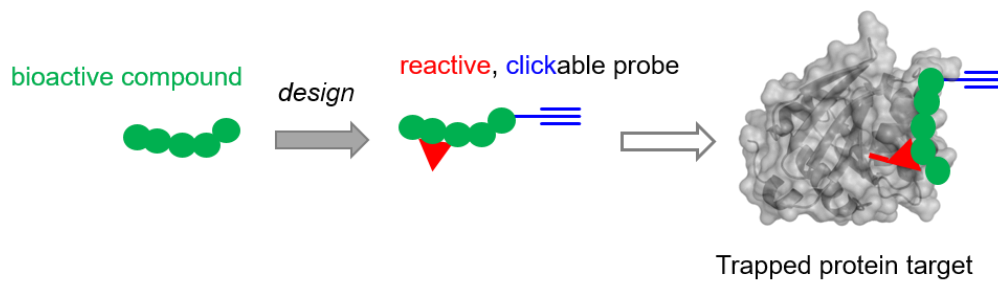 bioactive compound
design
reactive, clickable probe
Trapped protein target